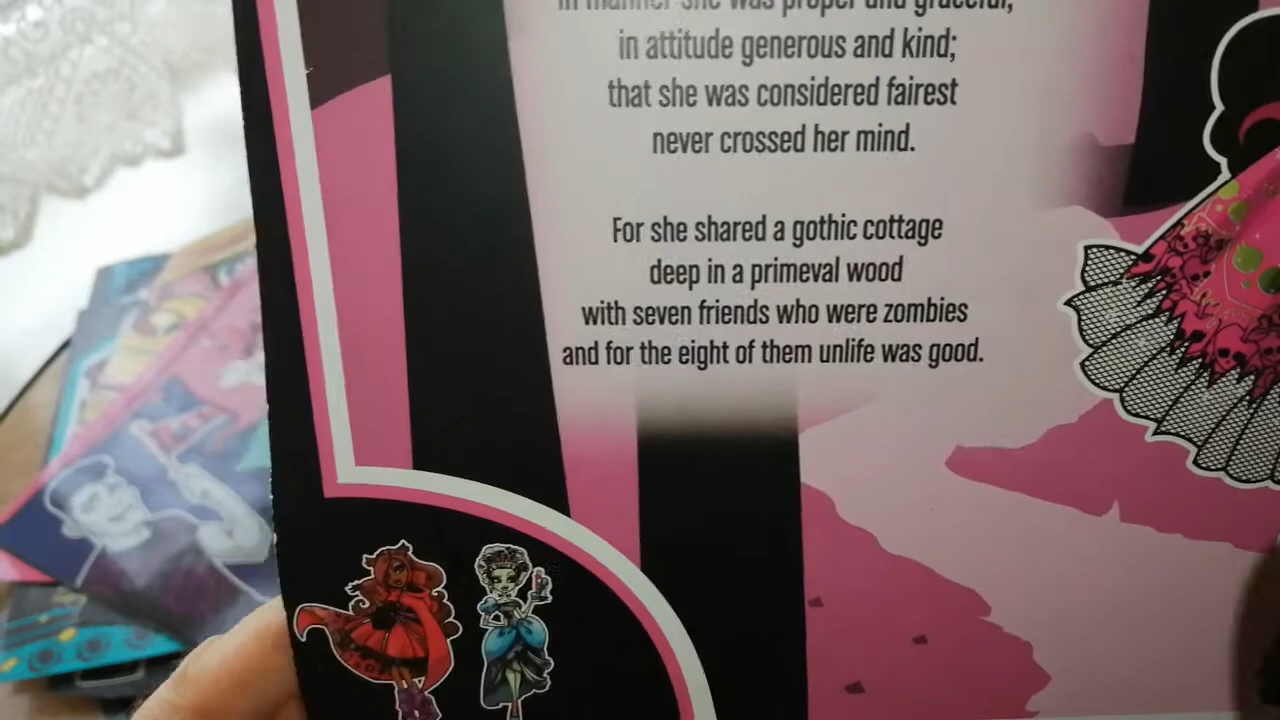 in manner she was proper and graceful,
in attitude generous and kind;
that she was considered fairest
never crossed her mind.
For she shared a gothic cottage
deep in a primeval wood
with seven friends who were zombies
and for the eight of them unlife was good.